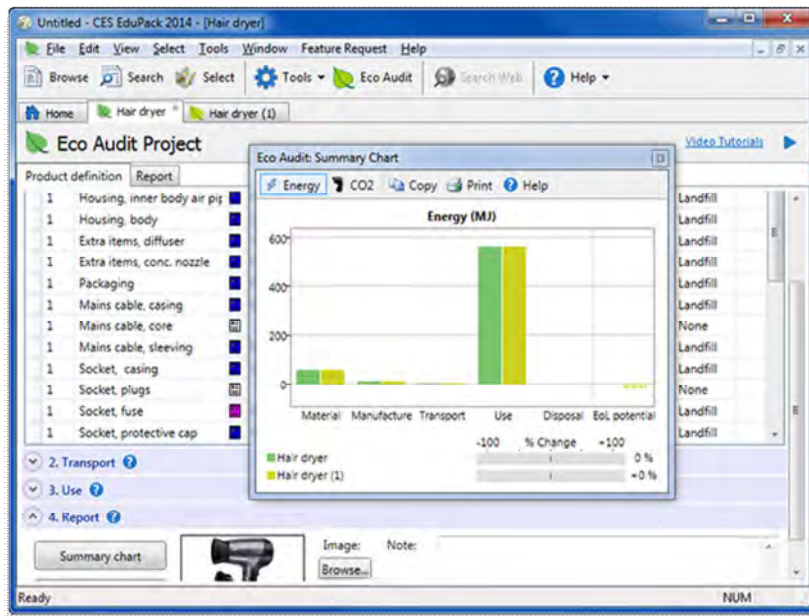 Untitled - CES EduPack 2014 - [Hair dryer]
File Edit View Select Tools Window Feature Request Help
Browse Search Select Tools Eco Audit Search Web Help
Home Hair dryer * Hair dryer (1)
Eco Audit Project Video Tutorials
Product definition Report
1 Housing, inner body air pip Landfill
1 Housing, body Landfill
1 Extra items, diffuser Landfill
1 Extra items, conc. nozzle Landfill
1 Packaging Landfill
1 Mains cable, casing Landfill
1 Mains cable, core None
1 Mains cable, sleeving Landfill
1 Socket, casing Landfill
1 Socket, plugs None
1 Socket, fuse Landfill
1 Socket, protective cap Landfill
Eco Audit: Summary Chart
Energy CO2 Copy Print Help
Energy (MJ)
600
400
200
0
Material Manufacture Transport Use Disposal EoL potential
-100 % Change +100
Hair dryer 0 %
Hair dryer (1) +0 %
2. Transport
3. Use
4. Report
Summary chart
Image: Note:
Browse...
Ready NUM